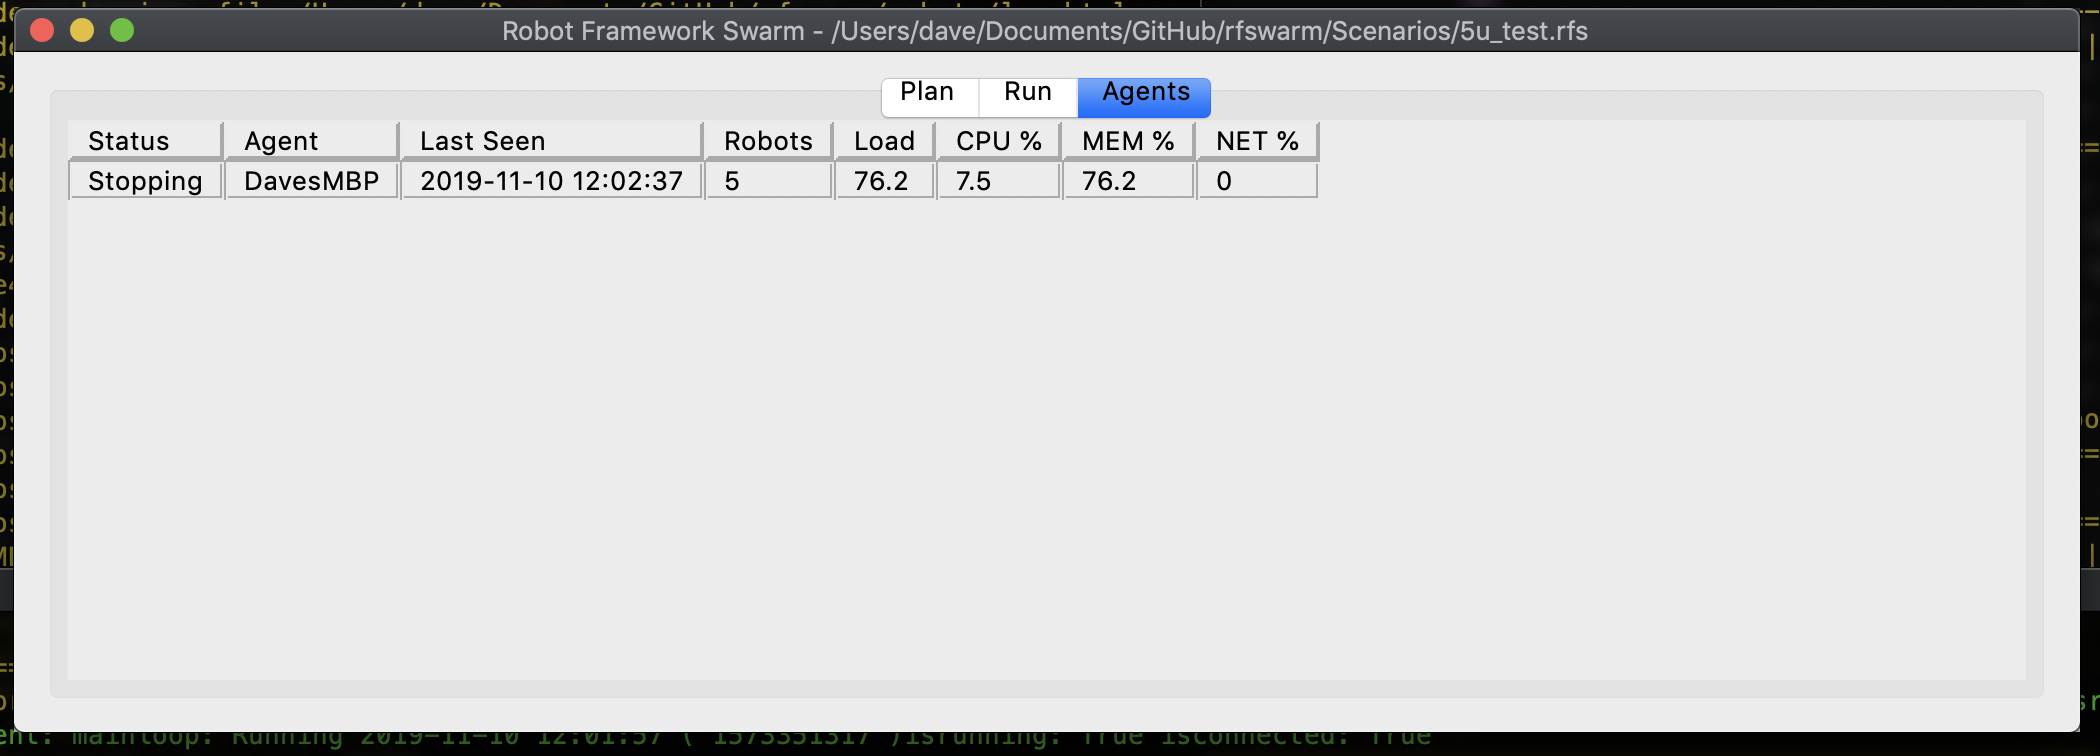 Robot Framework Swarm - /Users/dave/Documents/GitHub/rfswarm/Scenarios/5u_test.rfs
Plan Run Agents
Status Agent Last Seen Robots Load CPU % MEM % NET %
Stopping DavesMBP 2019-11-10 12:02:37 5 76.2 7.5 76.2 0
mainloop: Running 2019-11-10 12:01:57 ( 1573351317 )isrunning: True isconnected: True